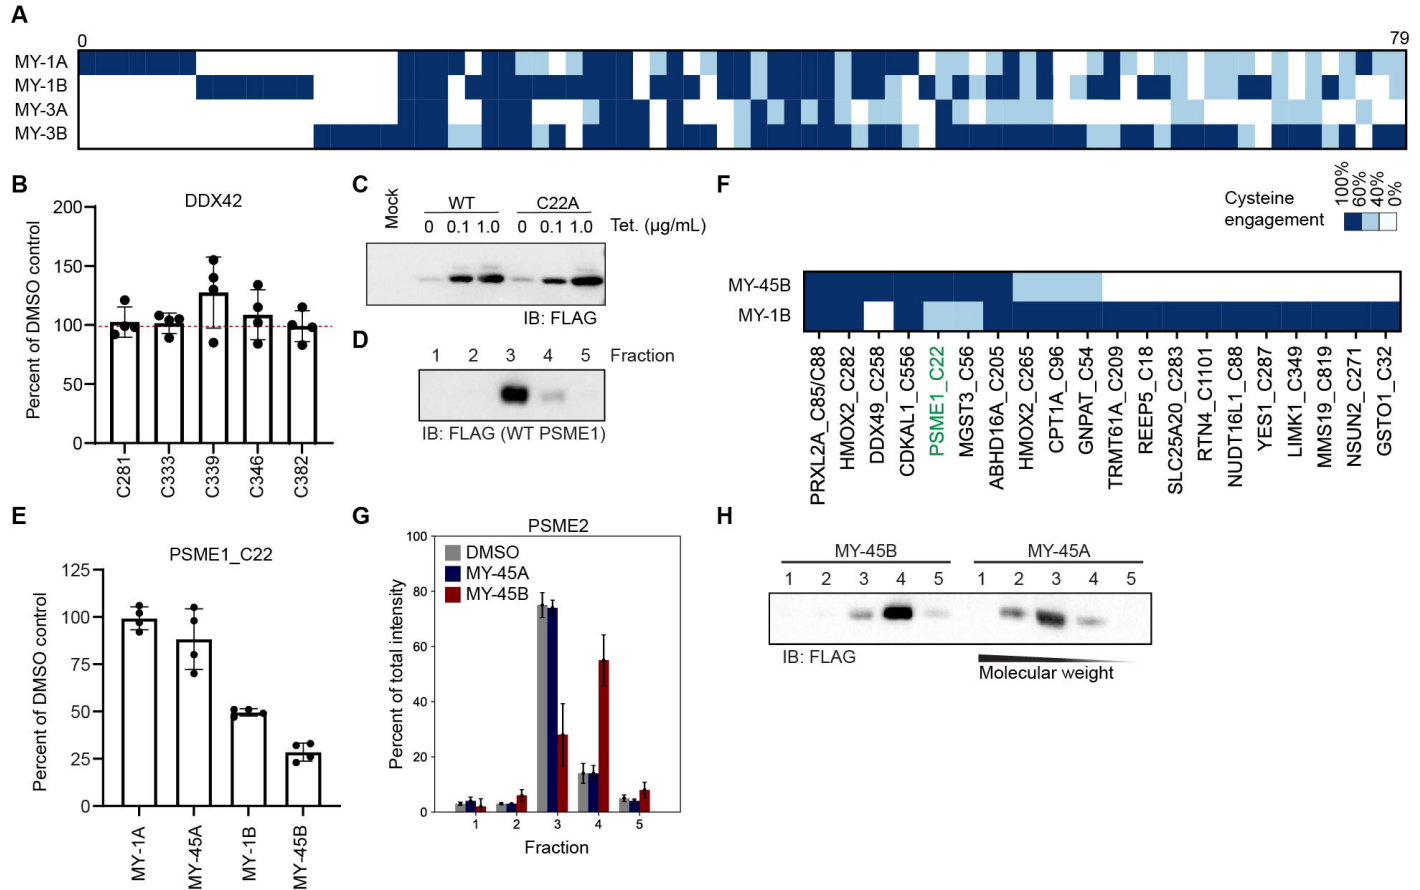 A
0
79
MY-1A
MY-1B
MY-3A
MY-3B
B
DDX42
Percent of DMSO control
200
150
100
50
0
C281
C333
C339
C346
C382
C
Mock
WT
C22A
0 0.1 1.0 0 0.1 1.0 Tet. (μg/mL)
IB: FLAG
D
1 2 3 4 5 Fraction
IB: FLAG (WT PSME1)
F
Cysteine
engagement
100%
60%
40%
0%
MY-45B
MY-1B
PRXL2A_C85/C88
HMOX2_C282
DDX49_C258
CDKAL1_C556
PSME1_C22
MGST3_C56
ABHD16A_C205
HMOX2_C265
CPT1A_C96
GNPAT_C54
TRMT61A_C209
REEP5_C18
SLC25A20_C283
RTN4_C1101
NUDT16L1_C88
YES1_C287
LIMK1_C349
MMS19_C819
NSUN2_C271
GSTO1_C32
E
PSME1_C22
Percent of DMSO control
125
100
75
50
25
0
MY-1A
MY-45A
MY-1B
MY-45B
G
PSME2
Percent of total intensity
100
80
60
40
20
0
DMSO
MY-45A
MY-45B
1 2 3 4 5
Fraction
H
MY-45B
MY-45A
1 2 3 4 5 1 2 3 4 5
IB: FLAG
Molecular weight